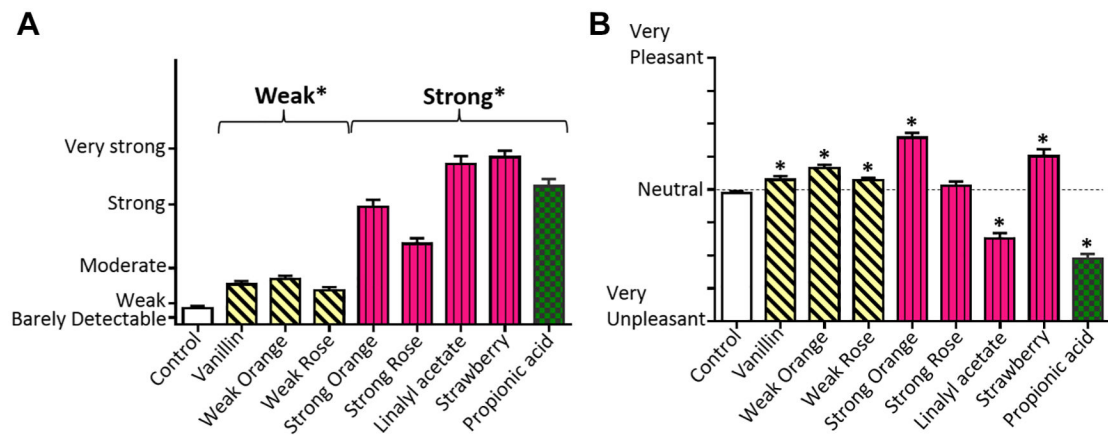 A
Weak*
Strong*
Very strong
Strong
Moderate
Weak
Barely Detectable
Control
Vanillin
Weak Orange
Weak Rose
Strong Orange
Strong Rose
Linalyl acetate
Strawberry
Propionic acid
B
Very
Pleasant
Neutral
Very
Unpleasant
* * * * * * *
Control
Vanillin
Weak Orange
Weak Rose
Strong Orange
Strong Rose
Linalyl acetate
Strawberry
Propionic acid